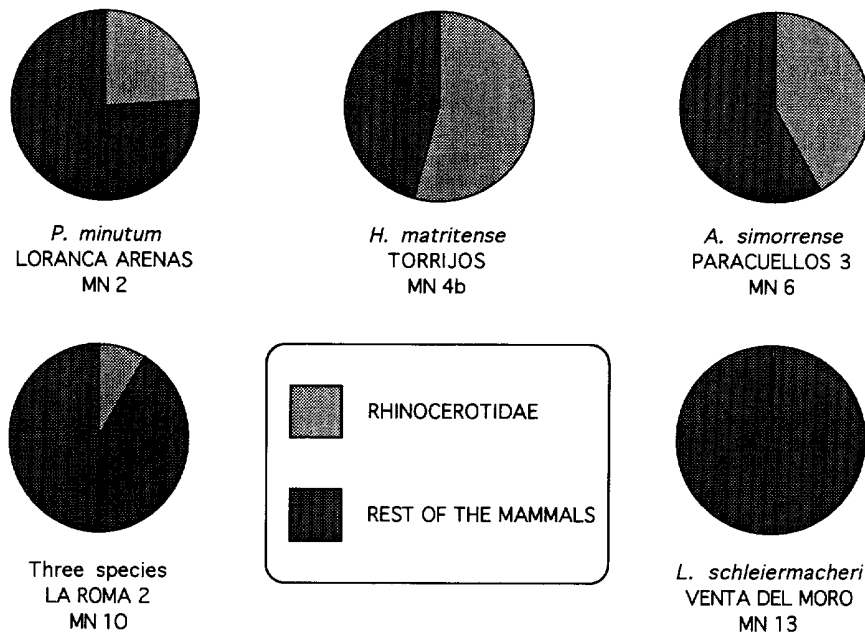 P. minutum
LORANCA ARENAS
MN 2
H. matritense
TORRIJOS
MN 4b
A. simorrense
PARACUELLOS 3
MN 6
Three species
LA ROMA 2
MN 10
RHINOCEROTIDAE
REST OF THE MAMMALS
L. schleiermacheri
VENTA DEL MORO
MN 13